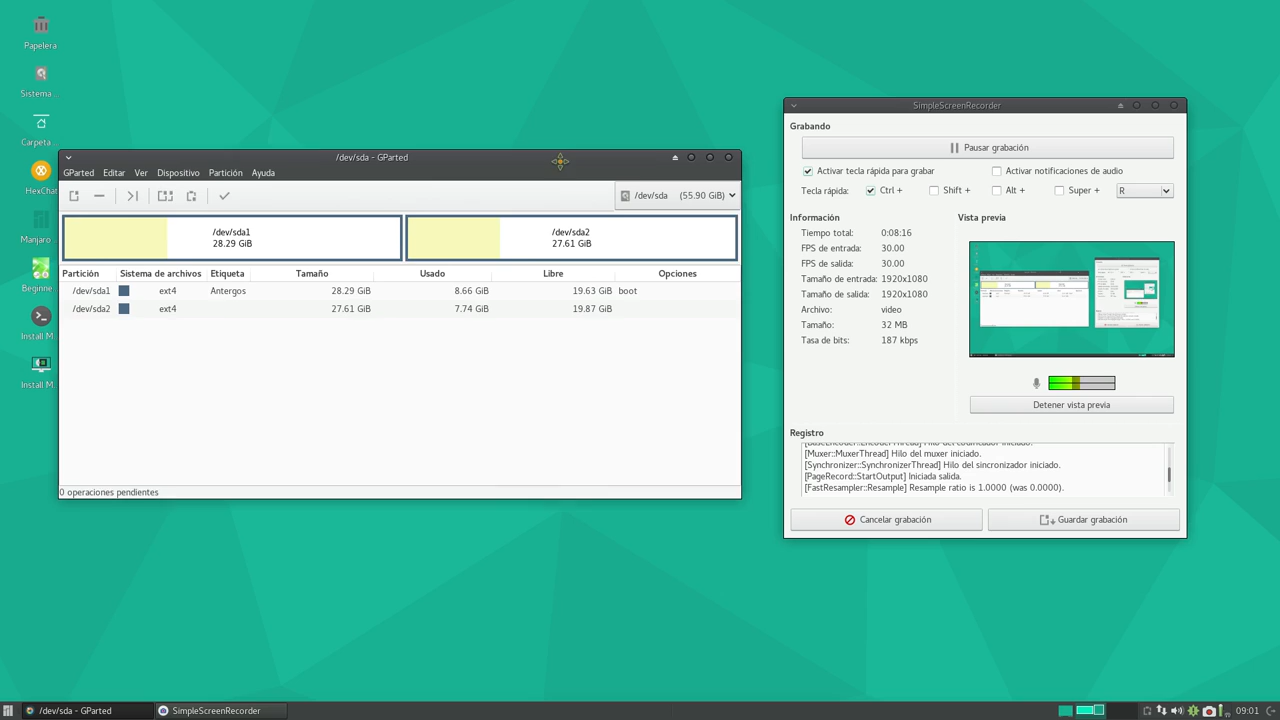 Papelera
Sistema ..
Carpeta ..
HexChat
Manjaro
Beginne..
Install M
Install M
/dev/sda - GParted
GParted Editar Ver Dispositivo Partición Ayuda
/dev/sda (55.90 GiB)
/dev/sda1
28.29 GiB
/dev/sda2
27.61 GiB
Partición Sistema de archivos Etiqueta Tamaño Usado Libre Opciones
/dev/sda1 ext4 Antergos 28.29 GiB 8.66 GiB 19.63 GiB boot
/dev/sda2 ext4 27.61 GiB 7.74 GiB 19.87 GiB
0 operaciones pendientes
SimpleScreenRecorder
Grabando
Pausar grabación
Activar tecla rápida para grabar Activar notificaciones de audio
Tecla rápida: Ctrl + Shift + Alt + Super + R
Información
Tiempo total: 0:08:16
FPS de entrada: 30.00
FPS de salida: 30.00
Tamaño de entrada: 1920x1080
Tamaño de salida: 1920x1080
Archivo: video
Tamaño: 32 MB
Tasa de bits: 187 kbps
Vista previa
Detener vista previa
Registro
[BaseEncoder::EncoderThread] Hilo del codificador iniciado.
[Muxer::MuxerThread] Hilo del muxer iniciado.
[Synchronizer::SynchronizerThread] Hilo del sincronizador iniciado.
[PageRecord::StartOutput] Iniciada salida.
[FastResampler::Resample] Resample ratio is 1.0000 (was 0.0000).
Cancelar grabación Guardar grabación
/dev/sda - GParted SimpleScreenRecorder 09:01